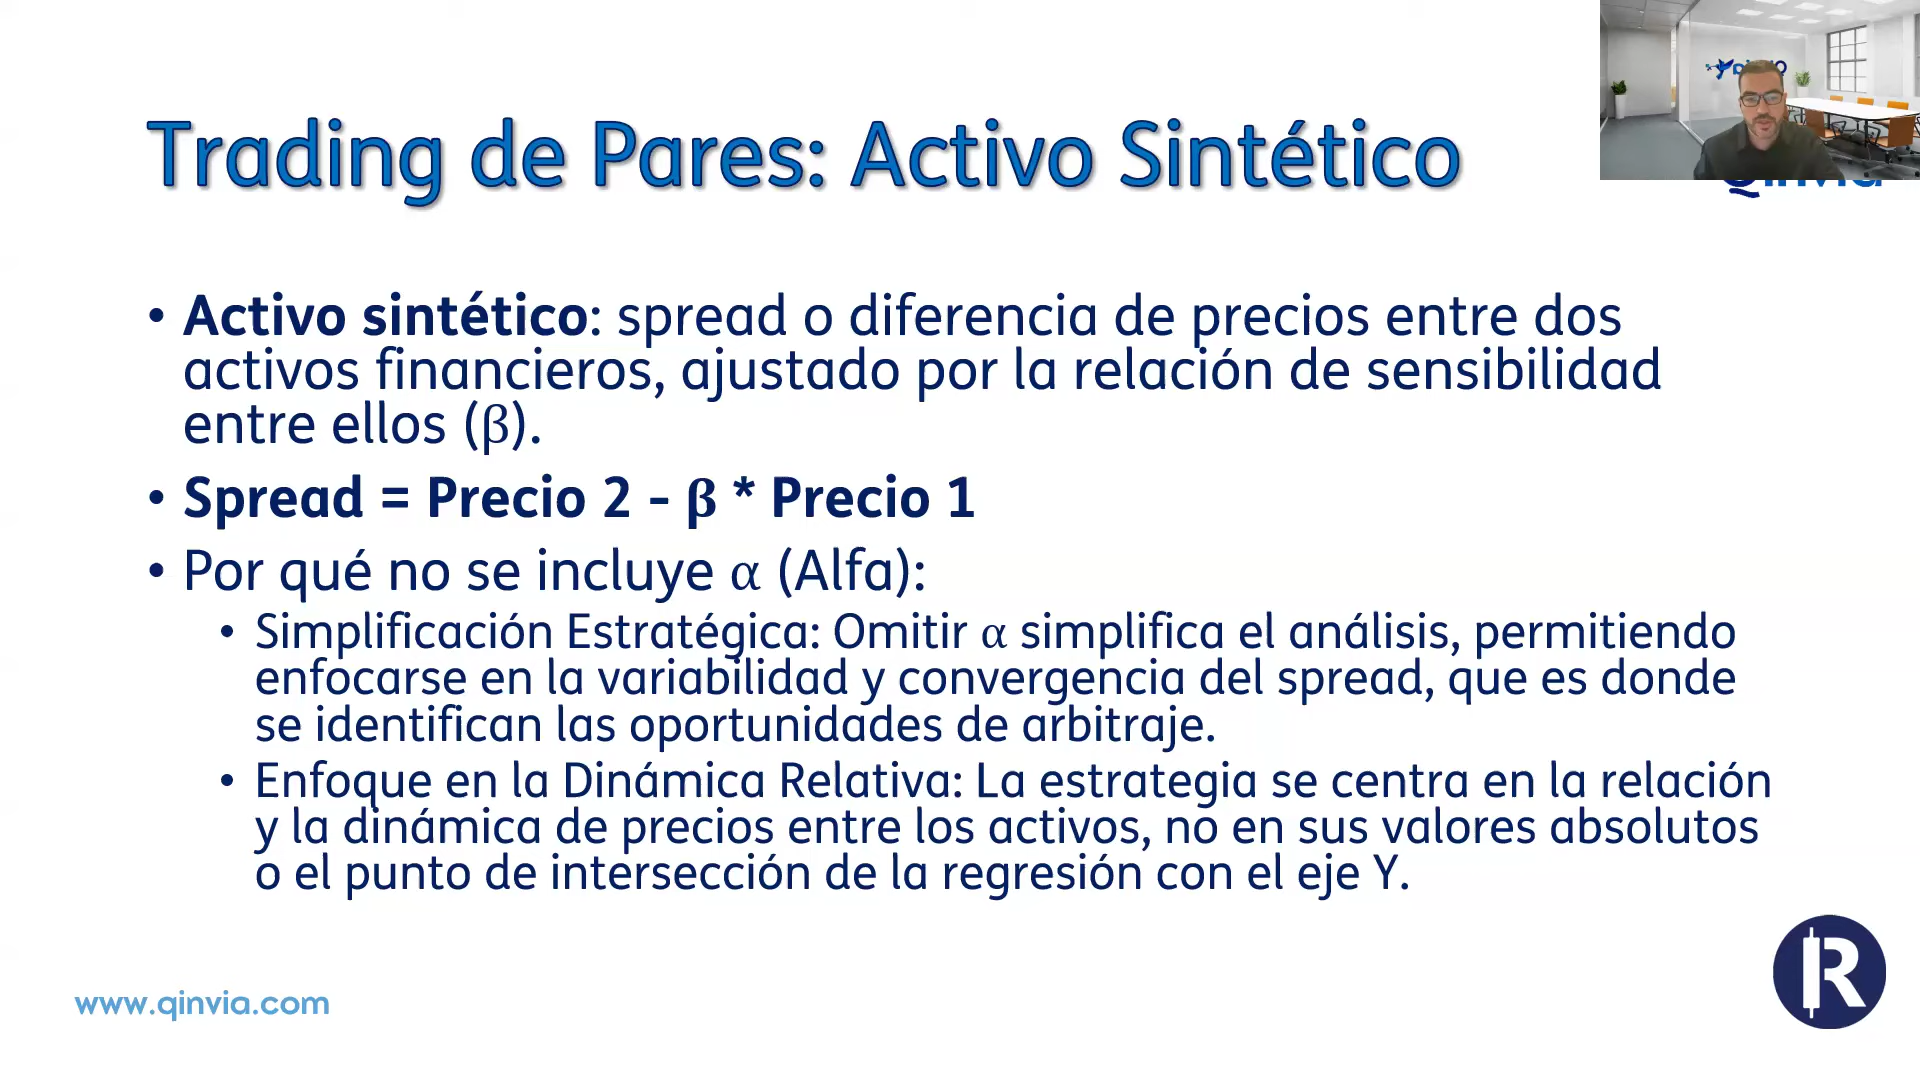 Trading de Pares: Activo Sintético
• Activo sintético: spread o diferencia de precios entre dos
activos financieros, ajustado por la relación de sensibilidad
entre ellos (β).
• Spread = Precio 2 - β * Precio 1
• Por qué no se incluye α (Alfa):
• Simplificación Estratégica: Omitir α simplifica el análisis, permitiendo
enfocarse en la variabilidad y convergencia del spread, que es donde
se identifican las oportunidades de arbitraje.
• Enfoque en la Dinámica Relativa: La estrategia se centra en la relación
y la dinámica de precios entre los activos, no en sus valores absolutos
o el punto de intersección de la regresión con el eje Y.
www.qinvia.com
R